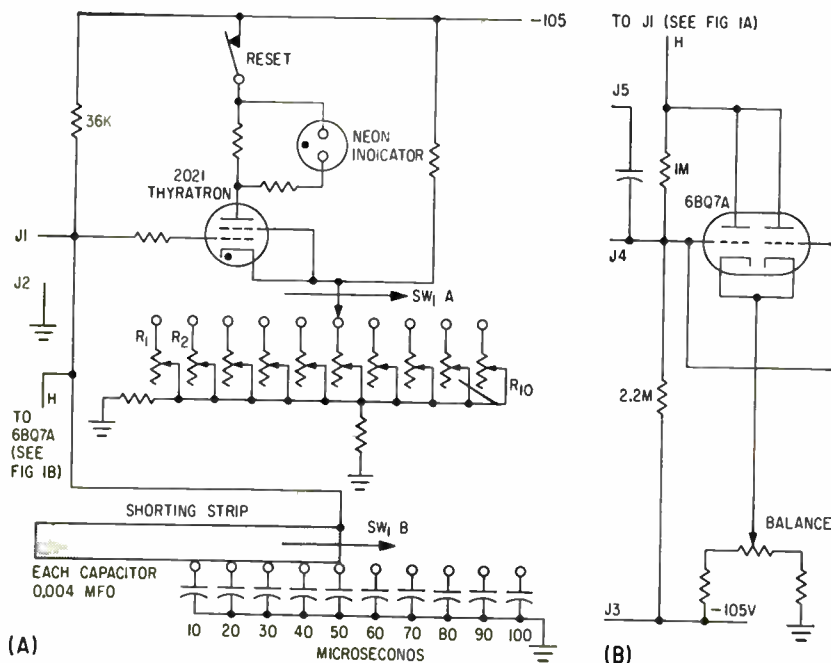 -105
RESET
36K
NEON
INDICATOR
2021
THYRATRON
J1
J2
SW1 A
R1 R2
R10
H
TO
6BQ7A
(SEE
FIG 1B)
SHORTING STRIP
SW1 B
EACH CAPACITOR
0.004 MFO
10 20 30 40 50 60 70 80 90 100
MICROSECONOS
(A)
TO J1 (SEE FIG 1A)
H
J5
1M
6BQ7A
J4
2.2M
BALANCE
-105V
J3
(B)